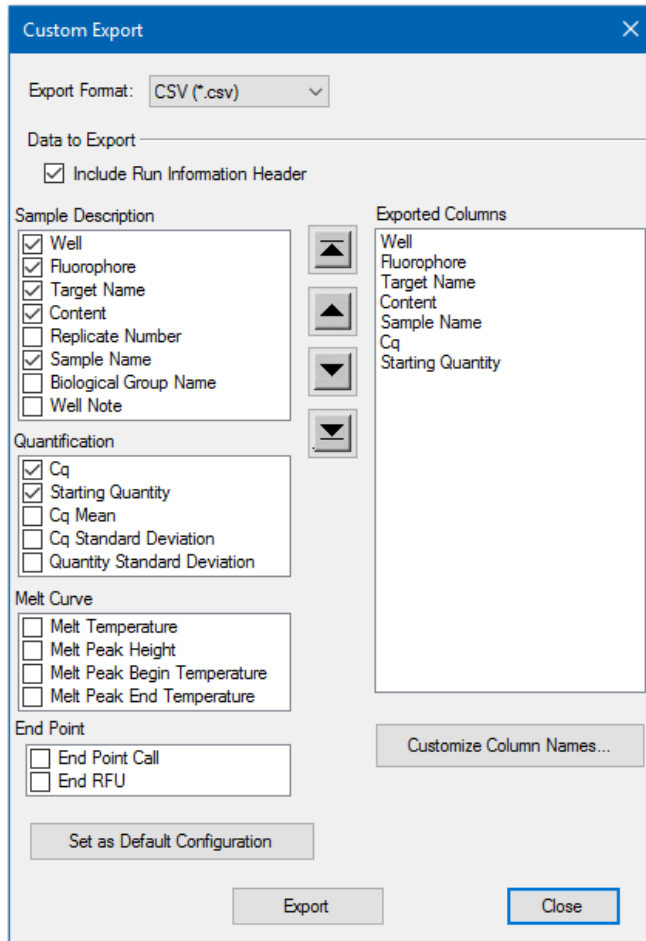 Custom Export
Export Format: CSV (*.csv)
Data to Export
Include Run Information Header
Sample Description
Well
Fluorophore
Target Name
Content
Replicate Number
Sample Name
Biological Group Name
Well Note
Quantification
Cq
Starting Quantity
Cq Mean
Cq Standard Deviation
Quantity Standard Deviation
Melt Curve
Melt Temperature
Melt Peak Height
Melt Peak Begin Temperature
Melt Peak End Temperature
End Point
End Point Call
End RFU
Set as Default Configuration
Exported Columns
Well
Fluorophore
Target Name
Content
Sample Name
Cq
Starting Quantity
Customize Column Names...
Export
Close